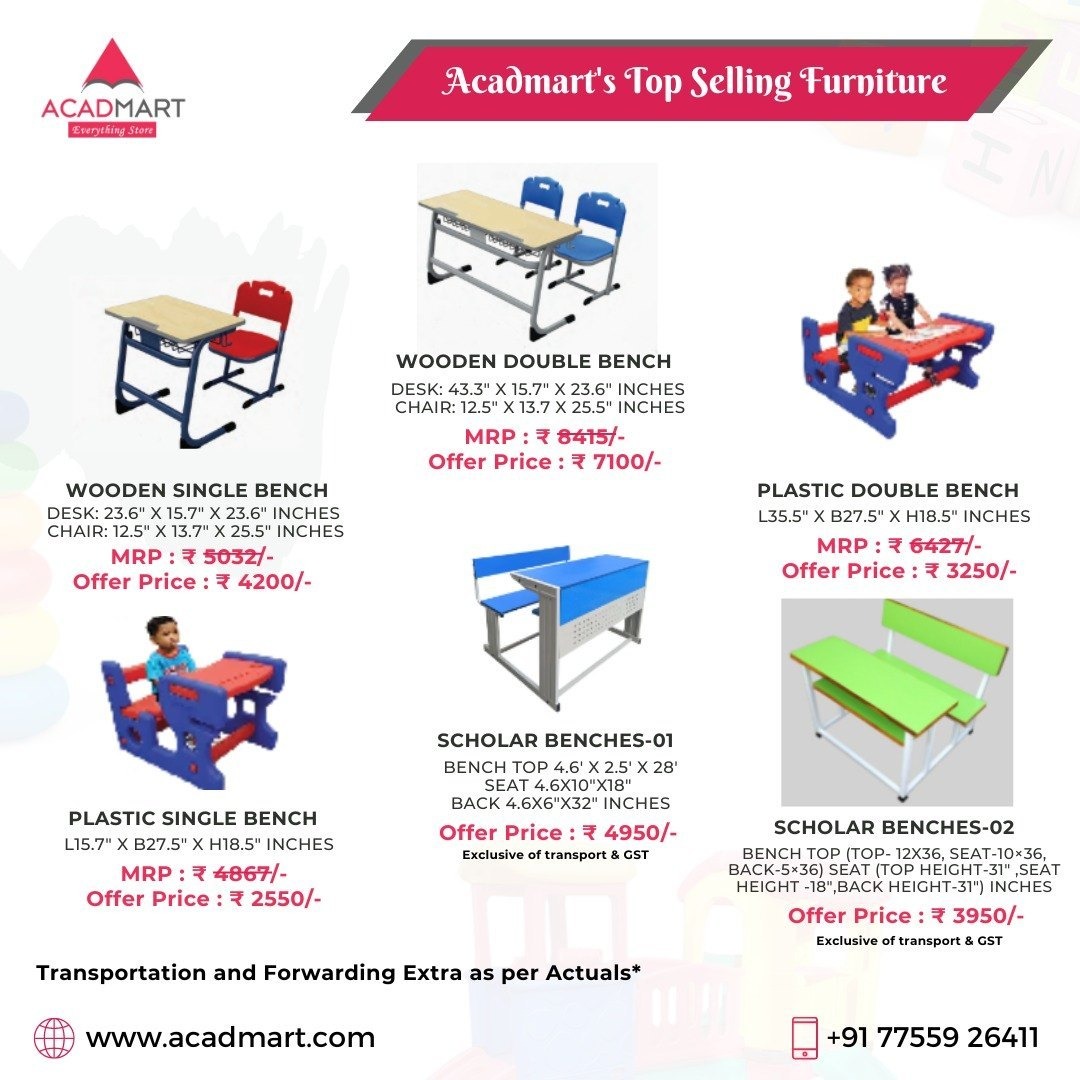 ACADMART
Everything Store
Acadmart's Top Selling Furniture
WOODEN DOUBLE BENCH
DESK: 43.3" X 15.7" X 23.6" INCHES
CHAIR: 12.5" X 13.7 X 25.5" INCHES
MRP : ₹ 8415/-
Offer Price : ₹ 7100/-
WOODEN SINGLE BENCH
DESK: 23.6" X 15.7" X 23.6" INCHES
CHAIR: 12.5" X 13.7" X 25.5" INCHES
MRP : ₹ 5032/-
Offer Price : ₹ 4200/-
PLASTIC DOUBLE BENCH
L35.5" X B27.5" X H18.5" INCHES
MRP : ₹ 6427/-
Offer Price : ₹ 3250/-
PLASTIC SINGLE BENCH
L15.7" X B27.5" X H18.5" INCHES
MRP : ₹ 4867/-
Offer Price : ₹ 2550/-
SCHOLAR BENCHES-01
BENCH TOP 4.6' X 2.5' X 28'
SEAT 4.6X10"X18"
BACK 4.6X6"X32" INCHES
Offer Price : ₹ 4950/-
Exclusive of transport & GST
SCHOLAR BENCHES-02
BENCH TOP (TOP- 12X36, SEAT-10×36,
BACK-5×36) SEAT (TOP HEIGHT-31" ,SEAT
HEIGHT -18",BACK HEIGHT-31") INCHES
Offer Price : ₹ 3950/-
Exclusive of transport & GST
Transportation and Forwarding Extra as per Actuals*
www.acadmart.com
+91 77559 26411